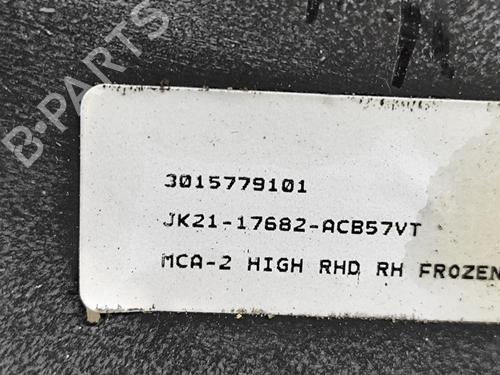 B-PARTS
3015779101
JK21-17682-ACB57VT
MCA-2 HIGH RHD RH FROZEN